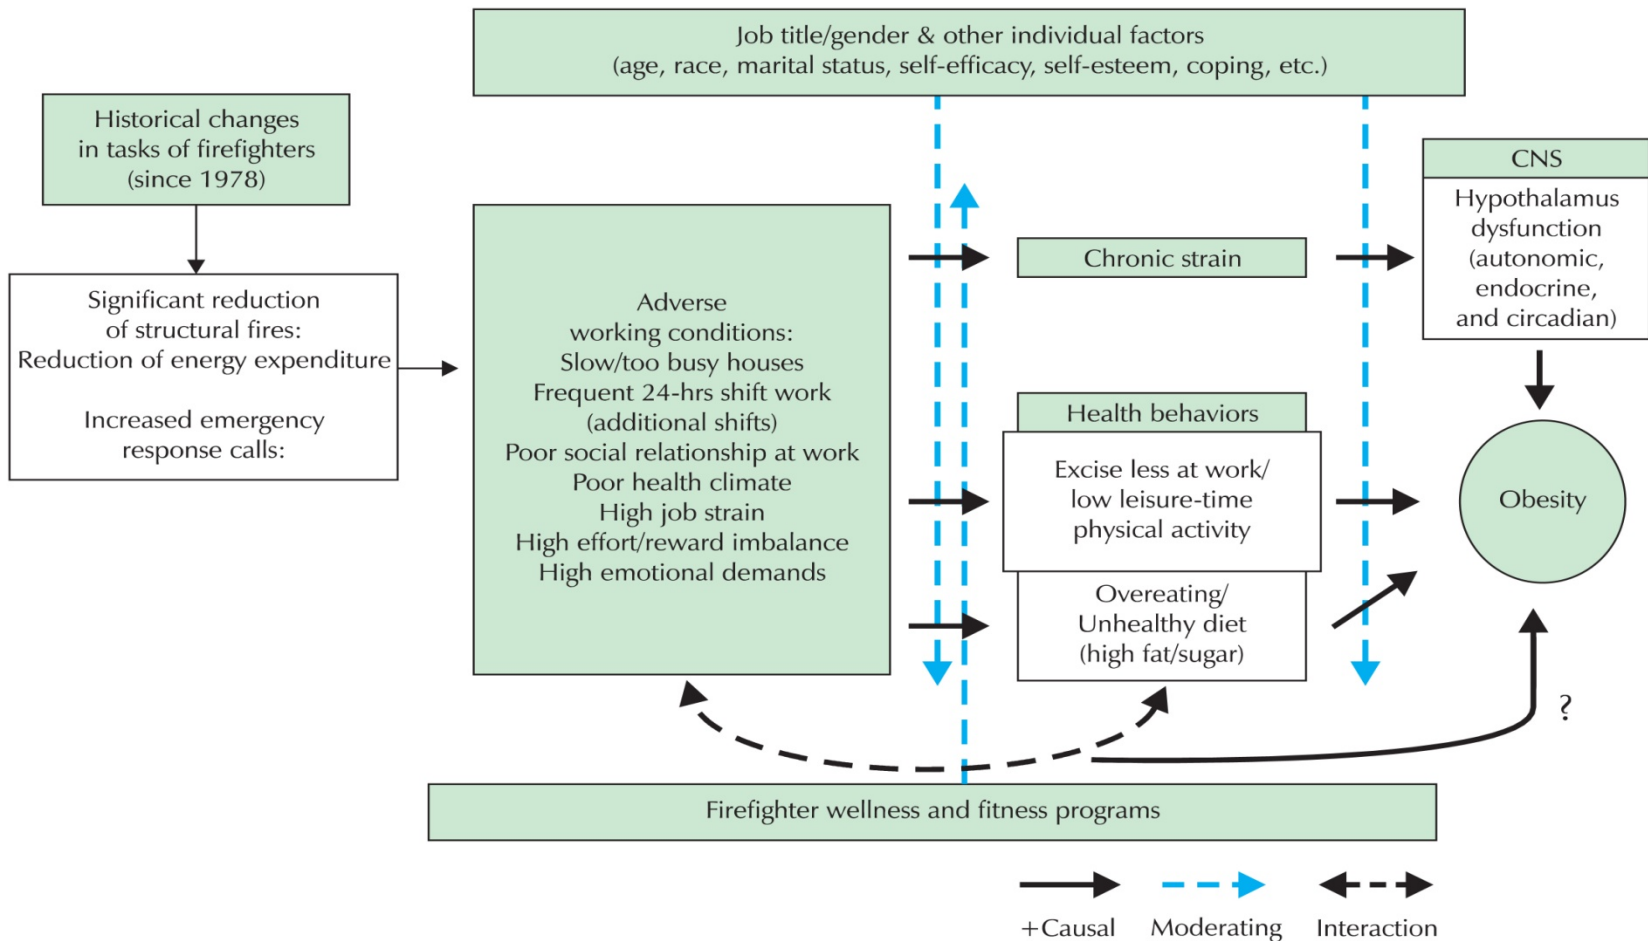 Job title/gender & other individual factors
(age, race, marital status, self-efficacy, self-esteem, coping, etc.)
Historical changes
in tasks of firefighters
(since 1978)
Significant reduction
of structural fires:
Reduction of energy expenditure
Increased emergency
response calls:
Adverse
working conditions:
Slow/too busy houses
Frequent 24-hrs shift work
(additional shifts)
Poor social relationship at work
Poor health climate
High job strain
High effort/reward imbalance
High emotional demands
Chronic strain
Health behaviors
Excise less at work/
low leisure-time
physical activity
Overeating/
Unhealthy diet
(high fat/sugar)
CNS
Hypothalamus
dysfunction
(autonomic,
endocrine,
and circadian)
Obesity
?
Firefighter wellness and fitness programs
+Causal
Moderating
Interaction